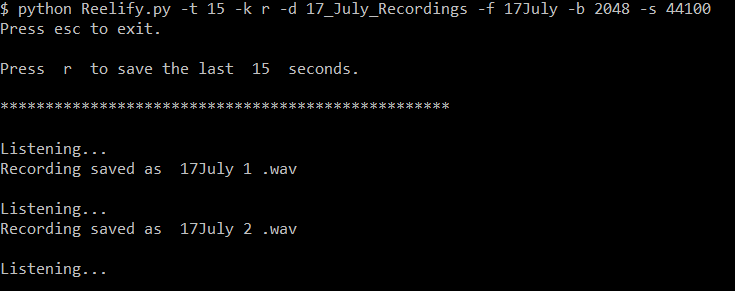 $ python Reelify.py -t 15 -k r -d 17_July_Recordings -f 17July -b 2048 -s 44100
Press esc to exit.
Press  r  to save the last  15  seconds.
**************************************************
Listening...
Recording saved as  17July 1 .wav
Listening...
Recording saved as  17July 2 .wav
Listening...